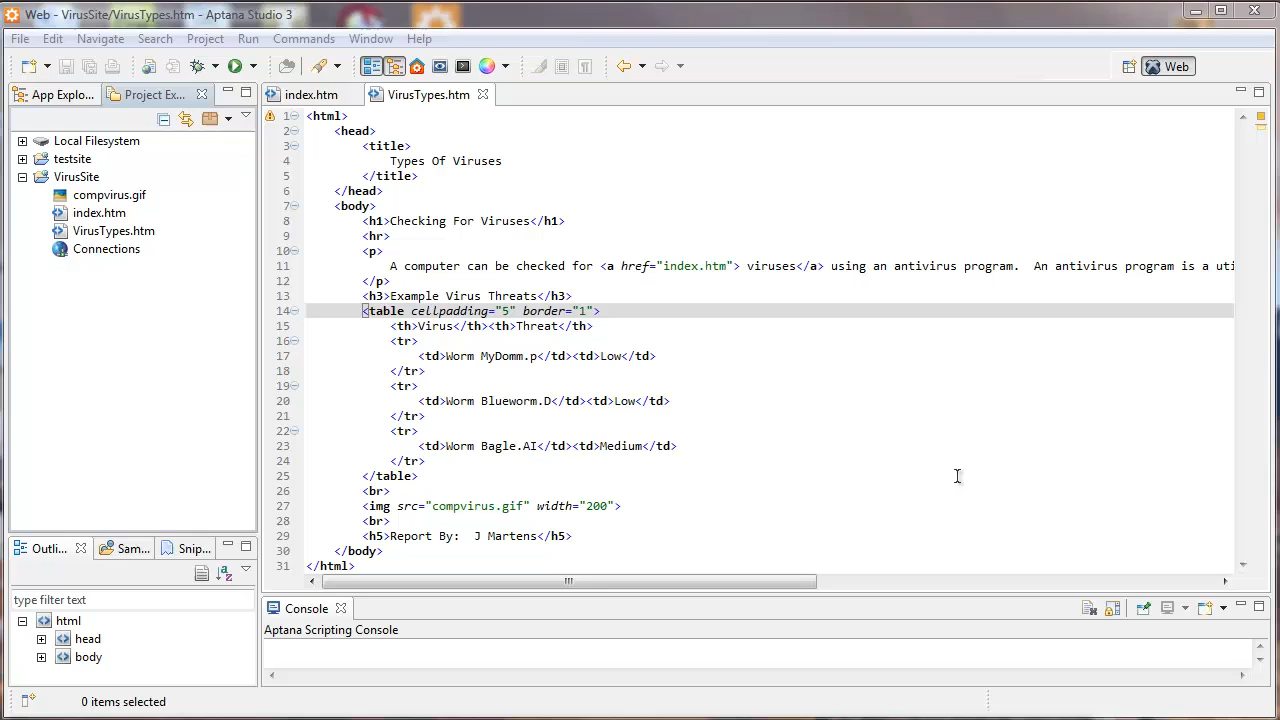 Web - VirusSite/VirusTypes.htm - Aptana Studio 3
File Edit Navigate Search Project Run Commands Window Help
Web
App Explo...
Project Ex...
Local Filesystem
testsite
VirusSite
compvirus.gif
index.htm
VirusTypes.htm
Connections
index.htm
VirusTypes.htm
1 <html>
2 <head>
3 <title>
4 Types Of Viruses
5 </title>
6 </head>
7 <body>
8 <h1>Checking For Viruses</h1>
9 <hr>
10 <p>
11 A computer can be checked for <a href="index.htm"> viruses</a> using an antivirus program.  An antivirus program is a uti
12 </p>
13 <h3>Example Virus Threats</h3>
14 <table cellpadding="5" border="1">
15 <th>Virus</th><th>Threat</th>
16 <tr>
17 <td>Worm MyDomm.p</td><td>Low</td>
18 </tr>
19 <tr>
20 <td>Worm Blueworm.D</td><td>Low</td>
21 </tr>
22 <tr>
23 <td>Worm Bagle.AI</td><td>Medium</td>
24 </tr>
25 </table>
26 <br>
27 <img src="compvirus.gif" width="200">
28 <br>
29 <h5>Report By:  J Martens</h5>
30 </body>
31 </html>
Outli...
Sam...
Snip...
type filter text
html
head
body
Console
Aptana Scripting Console
0 items selected